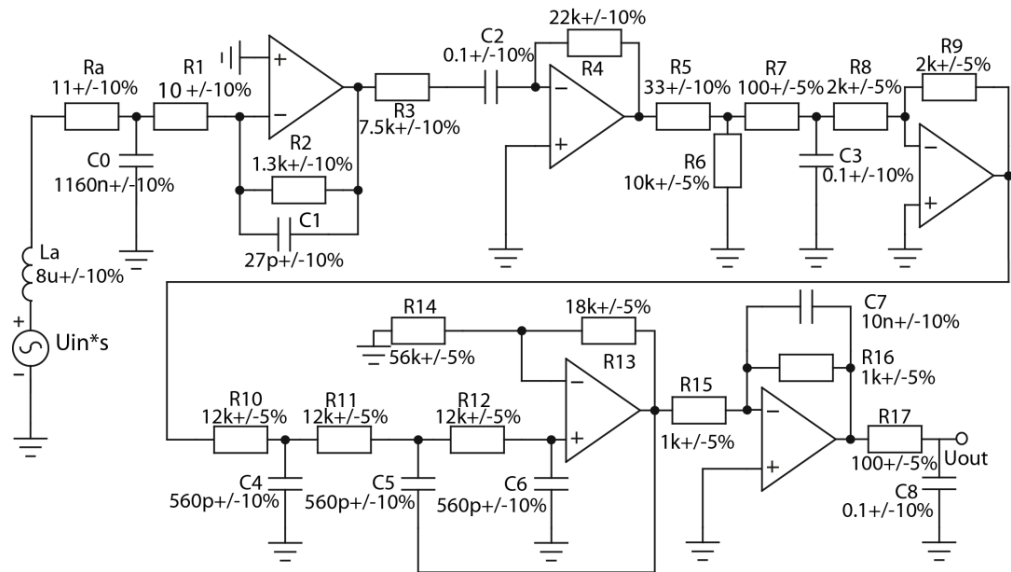 Ra
11+/-10%
R1
10 +/-10%
C0
1160n+/-10%
La
8u+/-10%
+
Uin*s
−
+
−
R2
1.3k+/-10%
C1
27p+/-10%
R3
7.5k+/-10%
C2
0.1+/-10%
22k+/-10%
R4
−
+
R5
33+/-10%
R6
10k+/-5%
R7
100+/-5%
C3
0.1+/-10%
R8
2k+/-5%
R9
2k+/-5%
−
+
R10
12k+/-5%
C4
560p+/-10%
R11
12k+/-5%
C5
560p+/-10%
R12
12k+/-5%
C6
560p+/-10%
R14
56k+/-5%
18k+/-5%
R13
−
+
R15
1k+/-5%
C7
10n+/-10%
R16
1k+/-5%
−
+
R17
100+/-5%
Uout
C8
0.1+/-10%